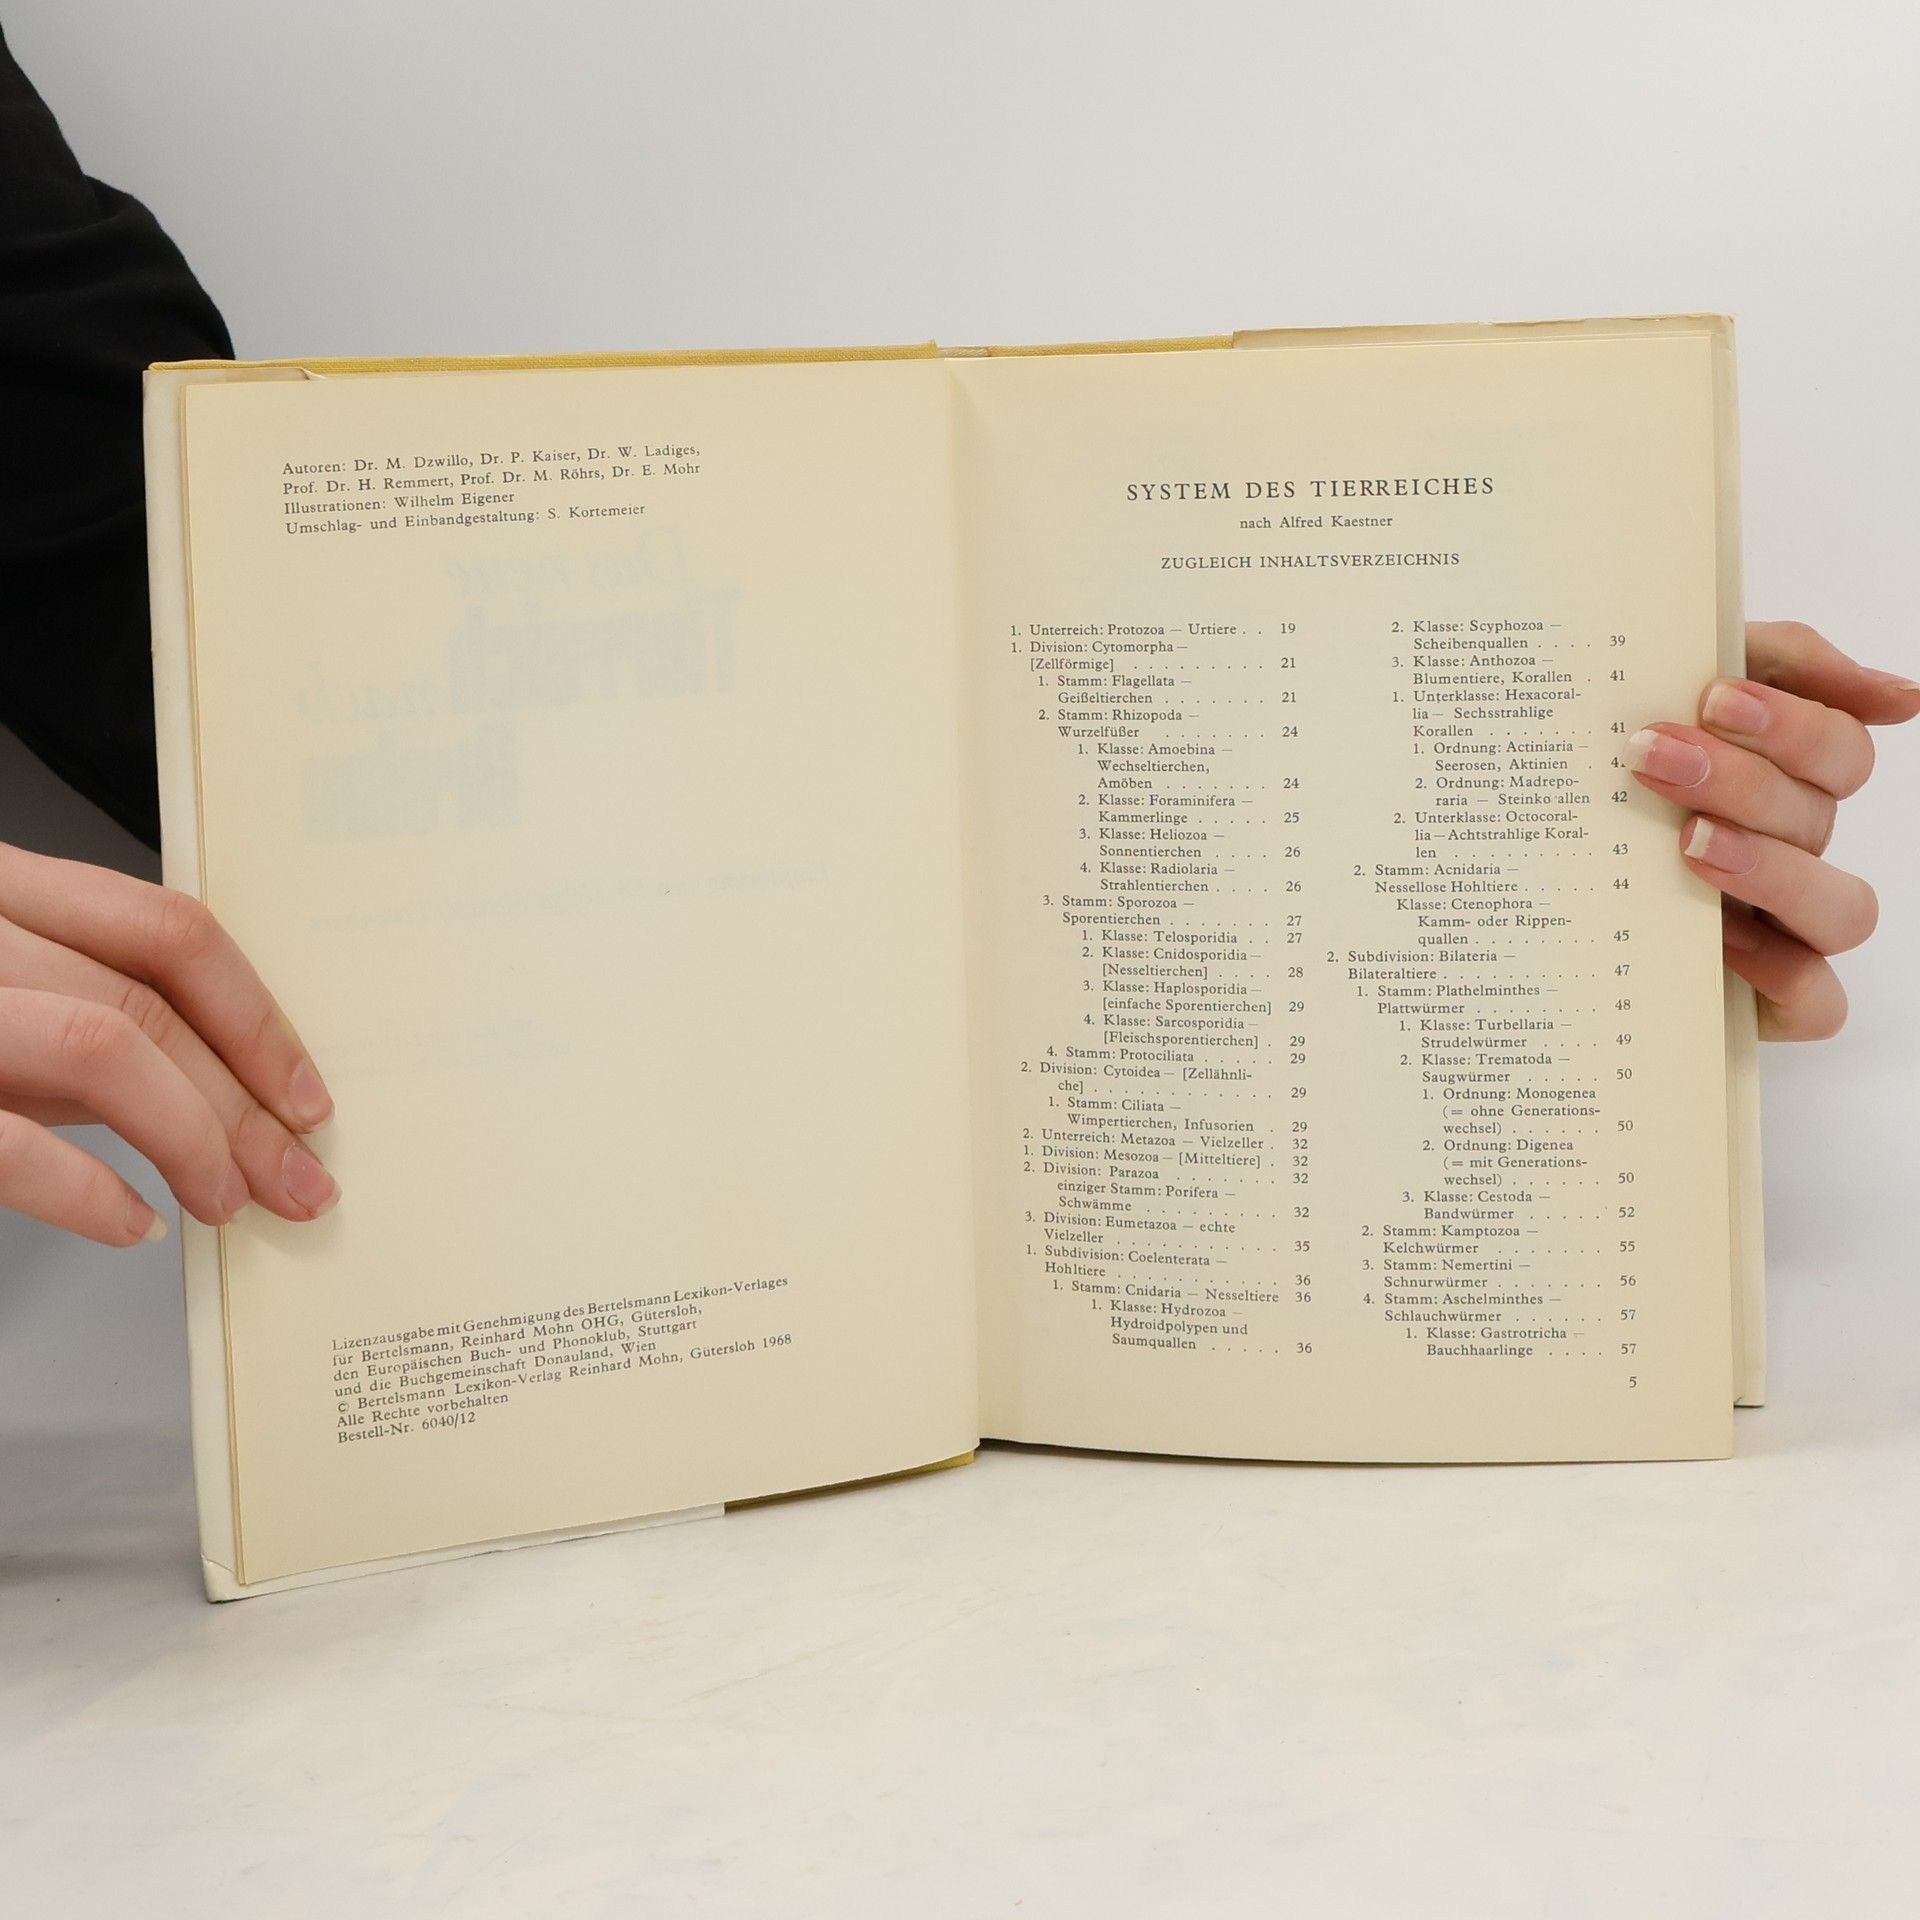 Autoren: Dr. M. Dzwillo, Dr. P. Kaiser, Dr. W. Ladiges,
Prof. Dr. H. Remmert, Prof. Dr. M. Röhrs, Dr. E. Mohr
Illustrationen: Wilhelm Eigener
Umschlag- und Einbandgestaltung: S. Kortemeier
Lizenzausgabe mit Genehmigung des Bertelsmann Lexikon-Verlages
für Bertelsmann, Reinhard Mohn OHG, Gütersloh,
den Europäischen Buch- und Phonoklub, Stuttgart
und die Buchgemeinschaft Donauland, Wien
© Bertelsmann Lexikon-Verlag Reinhard Mohn, Gütersloh 1968
Alle Rechte vorbehalten
Bestell-Nr. 6040/12
SYSTEM DES TIERREICHES
nach Alfred Kaestner
ZUGLEICH INHALTSVERZEICHNIS
1. Unterreich: Protozoa — Urtiere . . 19
1. Division: Cytomorpha —
[Zellförmige] . . . . . . . . . 21
1. Stamm: Flagellata —
Geißeltierchen . . . . . . . 21
2. Stamm: Rhizopoda —
Wurzelfüßer . . . . . . . 24
1. Klasse: Amoebina —
Wechseltierchen,
Amöben . . . . . . . 24
2. Klasse: Foraminifera —
Kammerlinge . . . . . 25
3. Klasse: Heliozoa —
Sonnentierchen . . . . 26
4. Klasse: Radiolaria —
Strahlentierchen . . . . 26
3. Stamm: Sporozoa —
Sporentierchen . . . . . . . 27
1. Klasse: Telosporidia . . 27
2. Klasse: Cnidosporidia —
[Nesseltierchen] . . . . 28
3. Klasse: Haplosporidia —
[einfache Sporentierchen] 29
4. Klasse: Sarcosporidia —
[Fleischsporentierchen] . 29
4. Stamm: Protociliata . . . . . 29
2. Division: Cytoidea — [Zellähnli-
che] . . . . . . . . . . . . 29
1. Stamm: Ciliata —
Wimpertierchen, Infusorien . 29
2. Unterreich: Metazoa — Vielzeller . 32
1. Division: Mesozoa — [Mitteltiere] . 32
2. Division: Parazoa . . . . . . . 32
einziger Stamm: Porifera —
Schwämme . . . . . . . . 32
3. Division: Eumetazoa — echte
Vielzeller . . . . . . . . . . . 35
1. Subdivision: Coelenterata —
Hohltiere . . . . . . . . . . . 36
1. Stamm: Cnidaria — Nesseltiere 36
1. Klasse: Hydrozoa —
Hydroidpolypen und
Saumquallen . . . . . 36
2. Klasse: Scyphozoa —
Scheibenquallen . . . . 39
3. Klasse: Anthozoa —
Blumentiere, Korallen . 41
1. Unterklasse: Hexacoral-
lia — Sechsstrahlige
Korallen . . . . . . . 41
1. Ordnung: Actiniaria —
Seerosen, Aktinien .
2. Ordnung: Madrepo-
raria — Steinkorallen 42
2. Unterklasse: Octocoral-
lia — Achtstrahlige Koral-
len . . . . . . . . . 43
2. Stamm: Acnidaria —
Nessellose Hohltiere . . . . . 44
Klasse: Ctenophora —
Kamm- oder Rippen-
quallen . . . . . . . . 45
2. Subdivision: Bilateria —
Bilateraltiere . . . . . . . . . . 47
1. Stamm: Plathelminthes —
Plattwürmer . . . . . . . . 48
1. Klasse: Turbellaria —
Strudelwürmer . . . . 49
2. Klasse: Trematoda —
Saugwürmer . . . . . 50
1. Ordnung: Monogenea
(= ohne Generations-
wechsel) . . . . . . 50
2. Ordnung: Digenea
(= mit Generations-
wechsel) . . . . . . 50
3. Klasse: Cestoda —
Bandwürmer . . . . . 52
2. Stamm: Kamptozoa —
Kelchwürmer . . . . . . . 55
3. Stamm: Nemertini —
Schnurwürmer . . . . . . . 56
4. Stamm: Aschelminthes —
Schlauchwürmer . . . . . . 57
1. Klasse: Gastrotricha —
Bauchhaarlinge . . . . 57
5